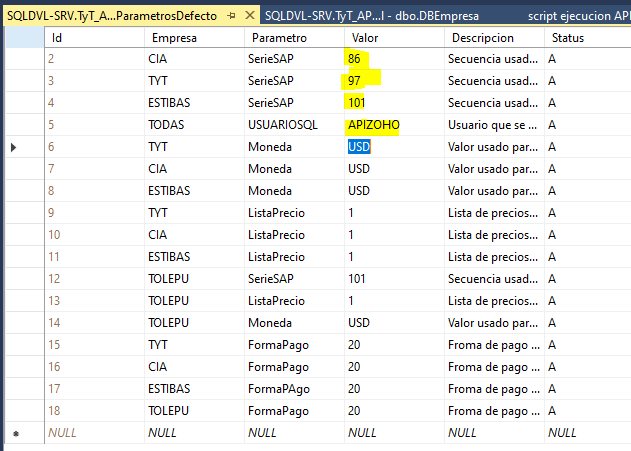 SQLDVL-SRV.TyT_A...ParametrosDefecto SQLDVL-SRV.TyT_AP...I - dbo.DBEmpresa script ejecucion API
Id Empresa Parametro Valor Descripcion Status
2 CIA SerieSAP 86 Secuencia usad... A
3 TYT SerieSAP 97 Secuencia usad... A
4 ESTIBAS SerieSAP 101 Secuencia usad... A
5 TODAS USUARIOSQL APIZOHO Usuario que se ... A
6 TYT Moneda USD Valor usado par... A
7 CIA Moneda USD Valor usado par... A
8 ESTIBAS Moneda USD Valor usado par... A
9 TYT ListaPrecio 1 Lista de precios... A
10 CIA ListaPrecio 1 Lista de precios... A
11 ESTIBAS ListaPrecio 1 Lista de precios... A
12 TOLEPU SerieSAP 101 Secuencia usad... A
13 TOLEPU ListaPrecio 1 Lista de precios... A
14 TOLEPU Moneda USD Valor usado par... A
15 TYT FormaPago 20 Froma de pago ... A
16 CIA FormaPago 20 Froma de pago ... A
17 ESTIBAS FormaPAgo 20 Froma de pago ... A
18 TOLEPU FormaPago 20 Froma de pago ... A
NULL NULL NULL NULL NULL NULL